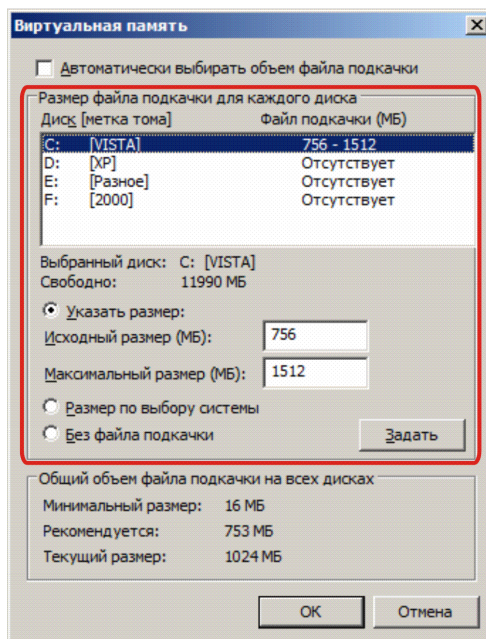 Виртуальная память
Автоматически выбирать объем файла подкачки
Размер файла подкачки для каждого диска
Диск [метка тома] Файл подкачки (МБ)
C: [VISTA] 756 - 1512
D: [XP] Отсутствует
E: [Разное] Отсутствует
F: [2000] Отсутствует
Выбранный диск: C: [VISTA]
Свободно: 11990 МБ
Указать размер:
Исходный размер (МБ): 756
Максимальный размер (МБ): 1512
Размер по выбору системы
Без файла подкачки Задать
Общий объем файла подкачки на всех дисках
Минимальный размер: 16 МБ
Рекомендуется: 753 МБ
Текущий размер: 1024 МБ
ОК Отмена